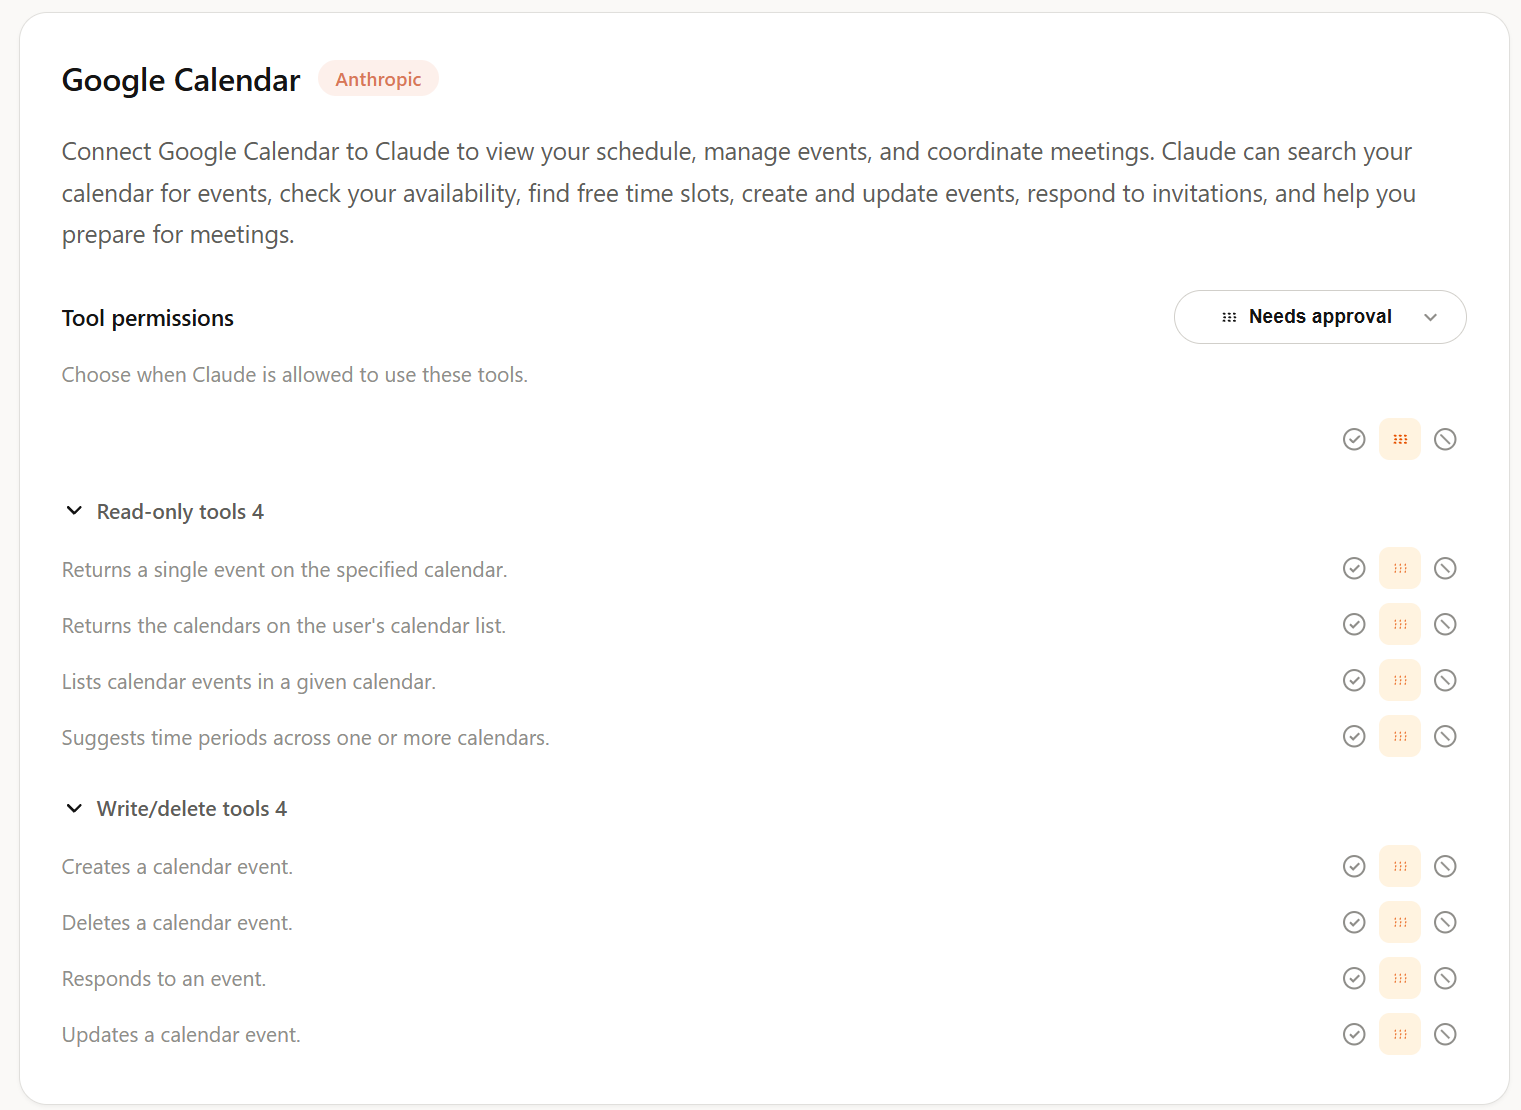 Google Calendar Anthropic
Connect Google Calendar to Claude to view your schedule, manage events, and coordinate meetings. Claude can search your
calendar for events, check your availability, find free time slots, create and update events, respond to invitations, and help you
prepare for meetings.
Tool permissions
Needs approval
Choose when Claude is allowed to use these tools.
Read-only tools 4
Returns a single event on the specified calendar.
Returns the calendars on the user's calendar list.
Lists calendar events in a given calendar.
Suggests time periods across one or more calendars.
Write/delete tools 4
Creates a calendar event.
Deletes a calendar event.
Responds to an event.
Updates a calendar event.